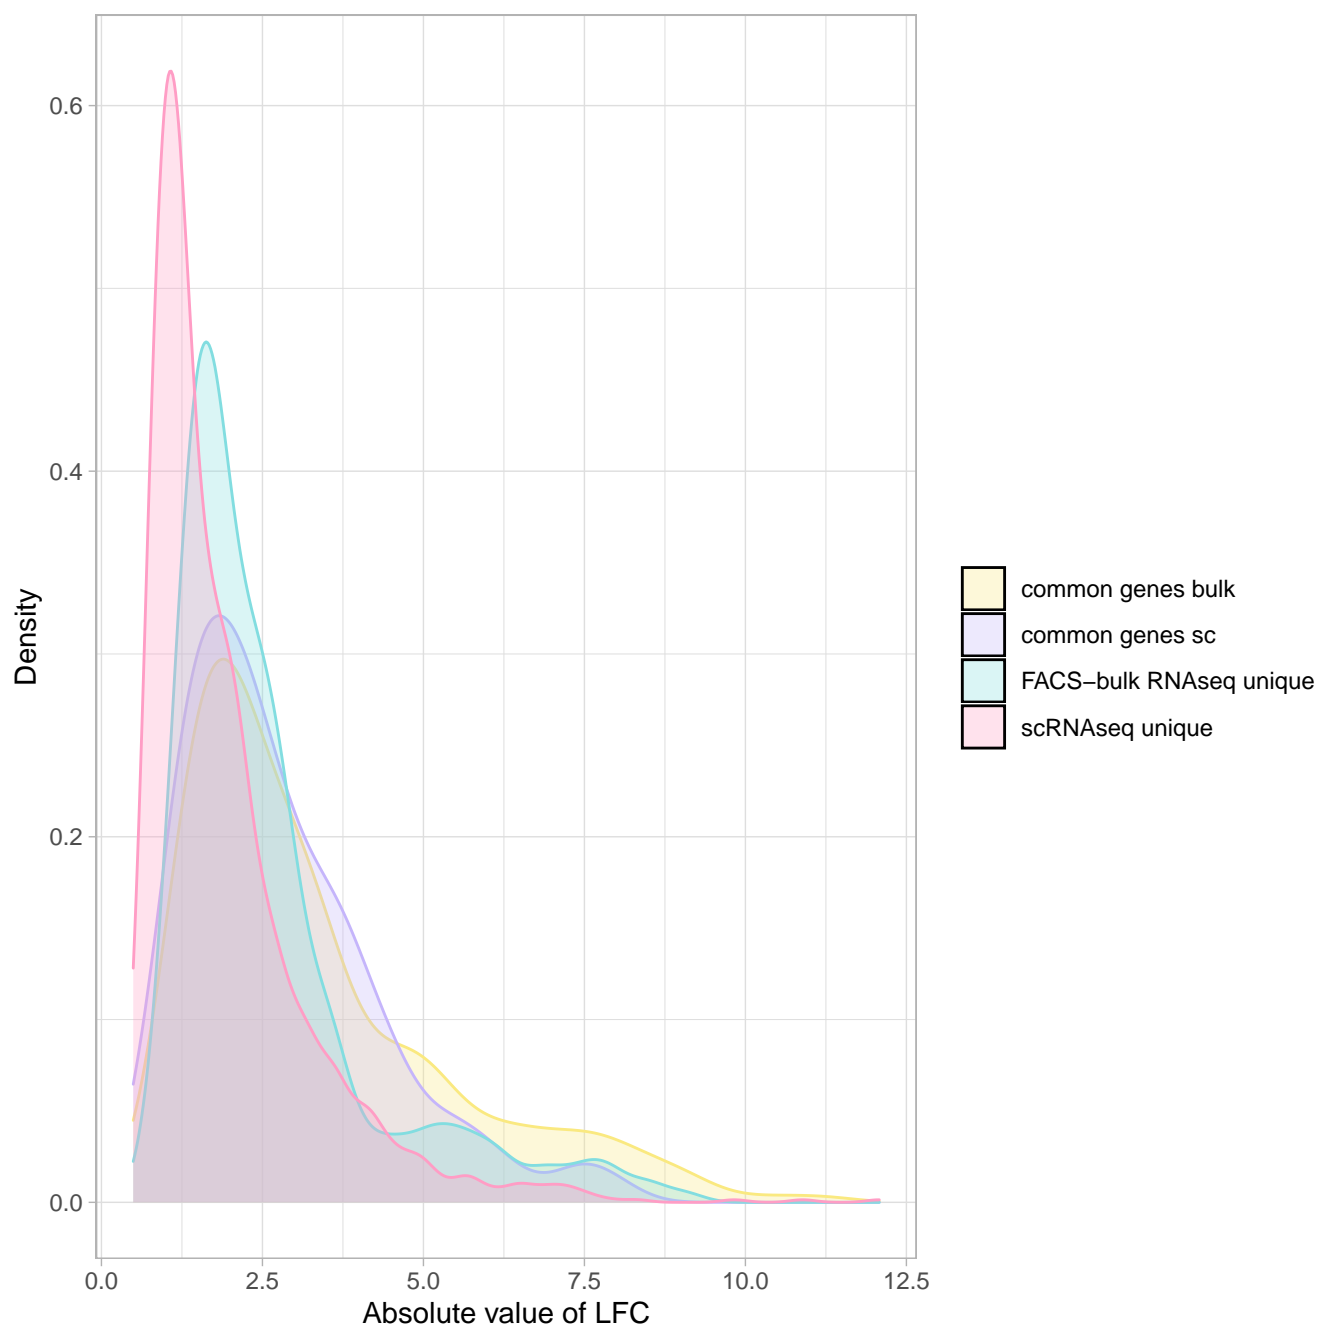 0.6
0.4
0.2
0.0
Density
0.0 2.5 5.0 7.5 10.0 12.5
Absolute value of LFC
common genes bulk
common genes sc
FACS−bulk RNAseq unique
scRNAseq unique